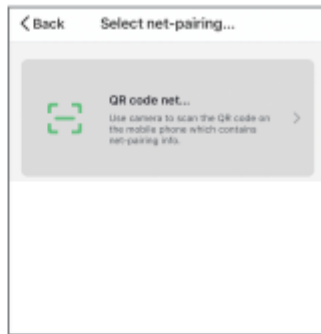 Back Select net-pairing...
QR code net...
Use camera to scan the QR code on
the mobile phone which contains
net-pairing info.